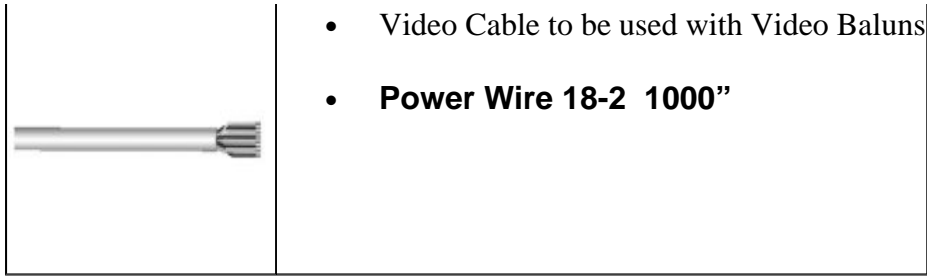 • Video Cable to be used with Video Baluns
• Power Wire 18-2  1000”